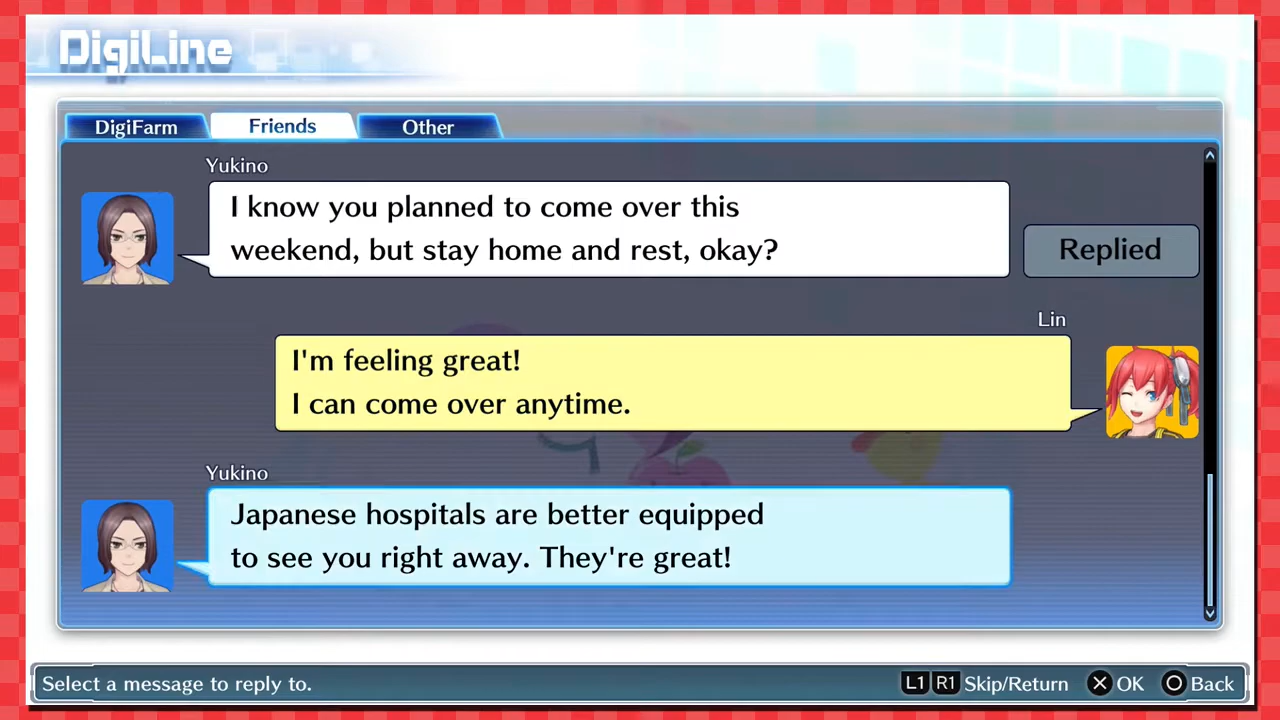 DigiLine
DigiFarm
Friends
Other
Yukino
I know you planned to come over this
weekend, but stay home and rest, okay?
Replied
Lin
I'm feeling great!
I can come over anytime.
Yukino
Japanese hospitals are better equipped
to see you right away. They're great!
Select a message to reply to.
L1 R1 Skip/Return OK Back